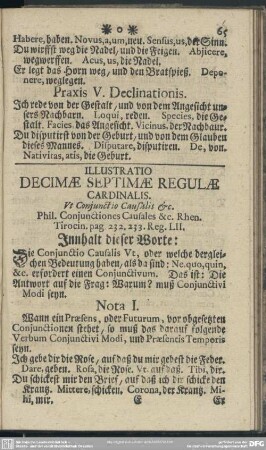 65
Habere, haben. Novus, a, um, neu. Sensus, us, der Sinn.
Du wirffst weg die Nadel, und die Feigen. Abjicere,
wegwerffen. Acus, us, die Nadel.
Er legt das Horn weg, und den Bratspieß. Depo-
nere, weglegen.
Praxis V. Declinationis.
Ich rede von der Gestalt, und von dem Angesicht un-
sers Nachbarn. Loqui, reden. Species, die Ge-
stalt. Facies das Angesicht. Vicinus, der Nachbaur.
Du disputirst von der Geburt, und von dem Glauben
dieses Mannes. Disputare, disputiren. De, von.
Nativitas, atis, die Geburt.
ILLUSTRATIO
DECIMÆ SEPTIMÆ REGULÆ
CARDINALIS.
Vt Conjunctio Causalis &c.
Phil. Conjunctiones Causales &c. Rhen.
Tirocin. pag. 232. 233. Reg. LII.
Innhalt dieser Worte:
Die Conjunctio Causalis Vt, oder welche derglei-
chen Bedeutung haben, als da sind: Ne, quo, quin,
&c. erfordert einen Conjunctivum. Das ist: Die
Antwort auf die Frag: Warum? muß Conjunctivi
Modi seyn.
Nota I.
Wann ein Præsens, oder Futurum, vor obgesetzten
Conjunctionen stehet, so muß das darauf folgende
Verbum Conjunctivi Modi, und Præsentis Temporis
seyn.
Ich gebe dir die Rose, auf daß du mir gebest die Feder.
Dare, geben. Rosa, die Rose. Vt, auf daß. Tibi, dir.
Du schickest mir den Brief, auf daß ich dir schicke den
Krantz. Mittere, schicken. Corona, der Krantz. Mi-
hi, mir.
E
Er